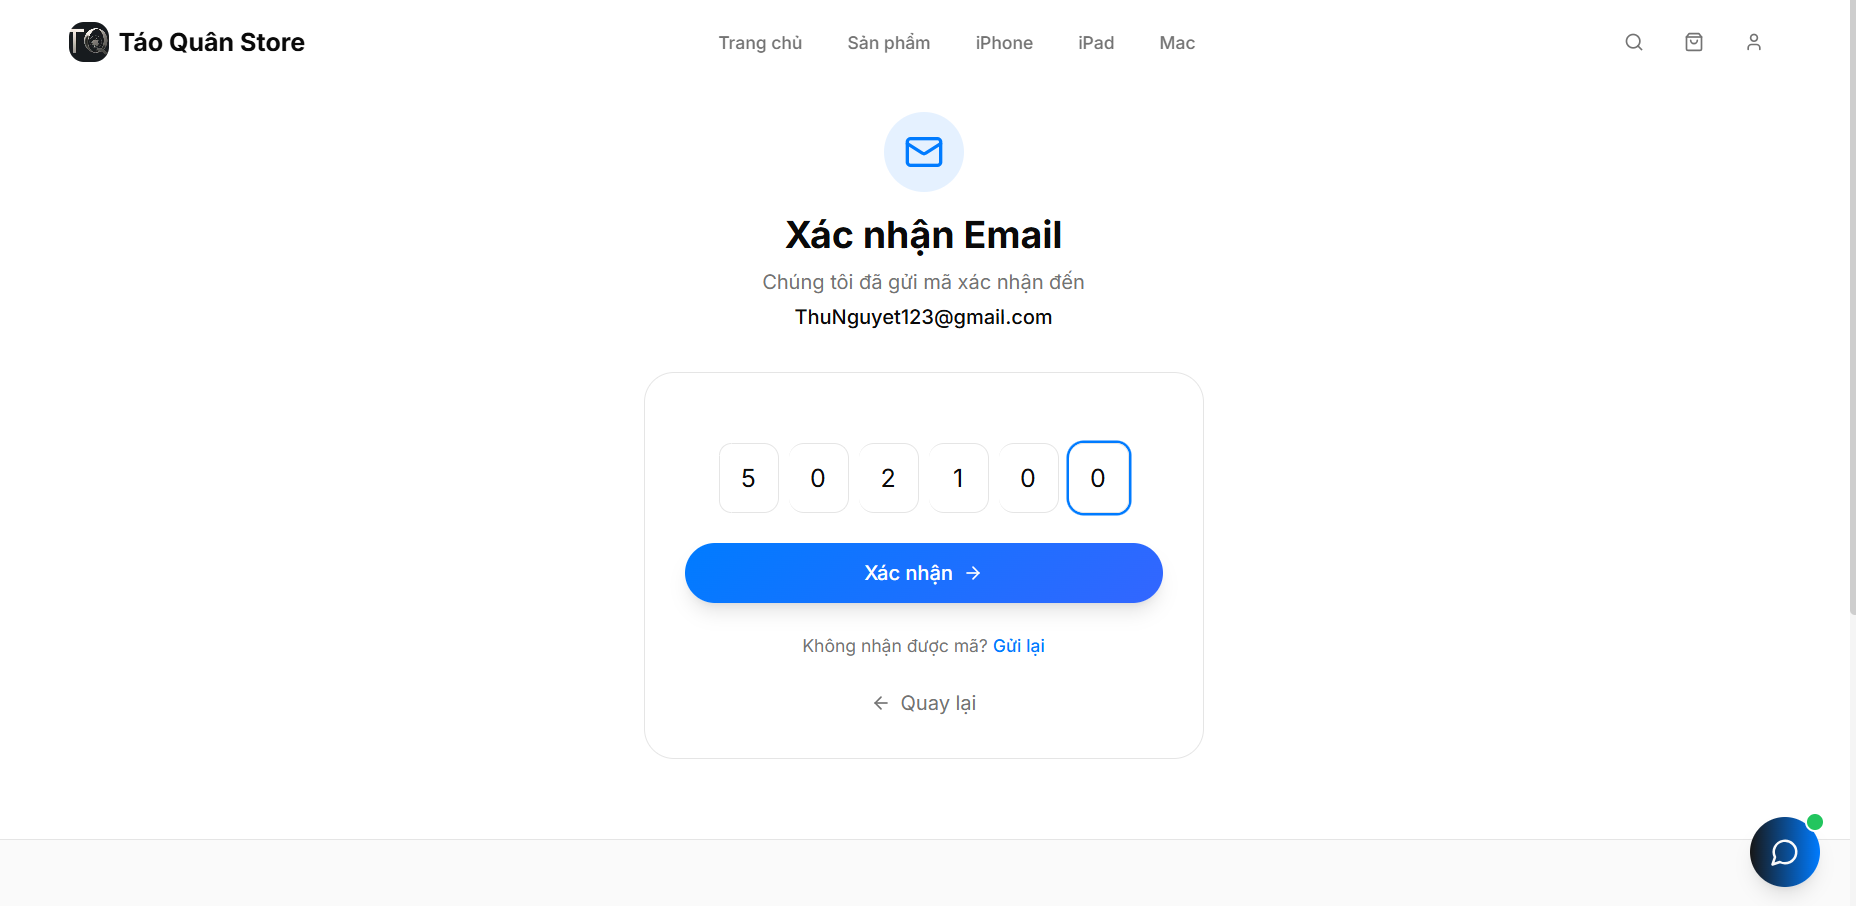 TQ Táo Quân Store
Trang chủ Sản phẩm iPhone iPad Mac
Xác nhận Email
Chúng tôi đã gửi mã xác nhận đến
ThuNguyet123@gmail.com
5 0 2 1 0 0
Xác nhận →
Không nhận được mã? Gửi lại
← Quay lại